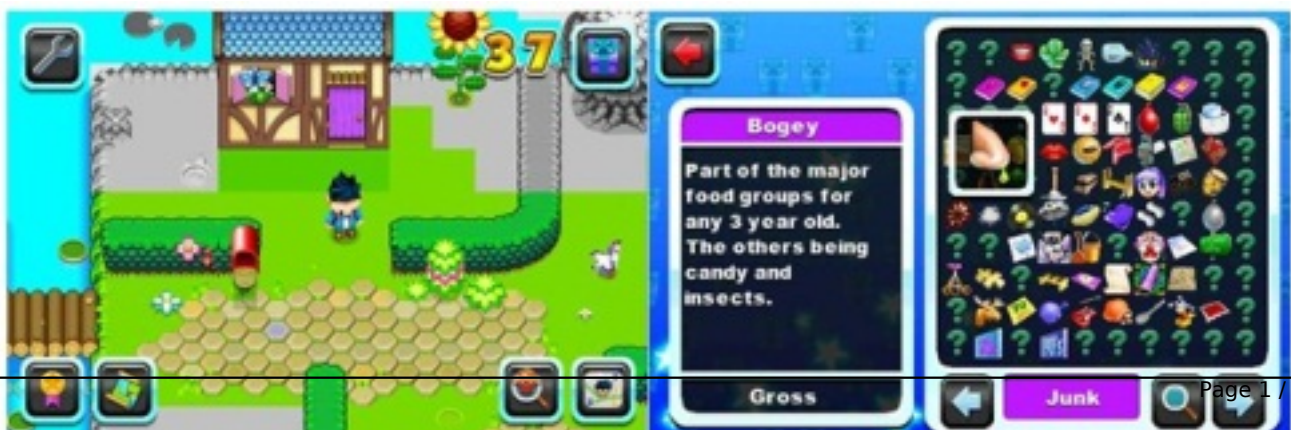 37
Bogey
Part of the major
food groups for
any 3 year old.
The others being
candy and
insects.
Gross
Junk
Page 1 /